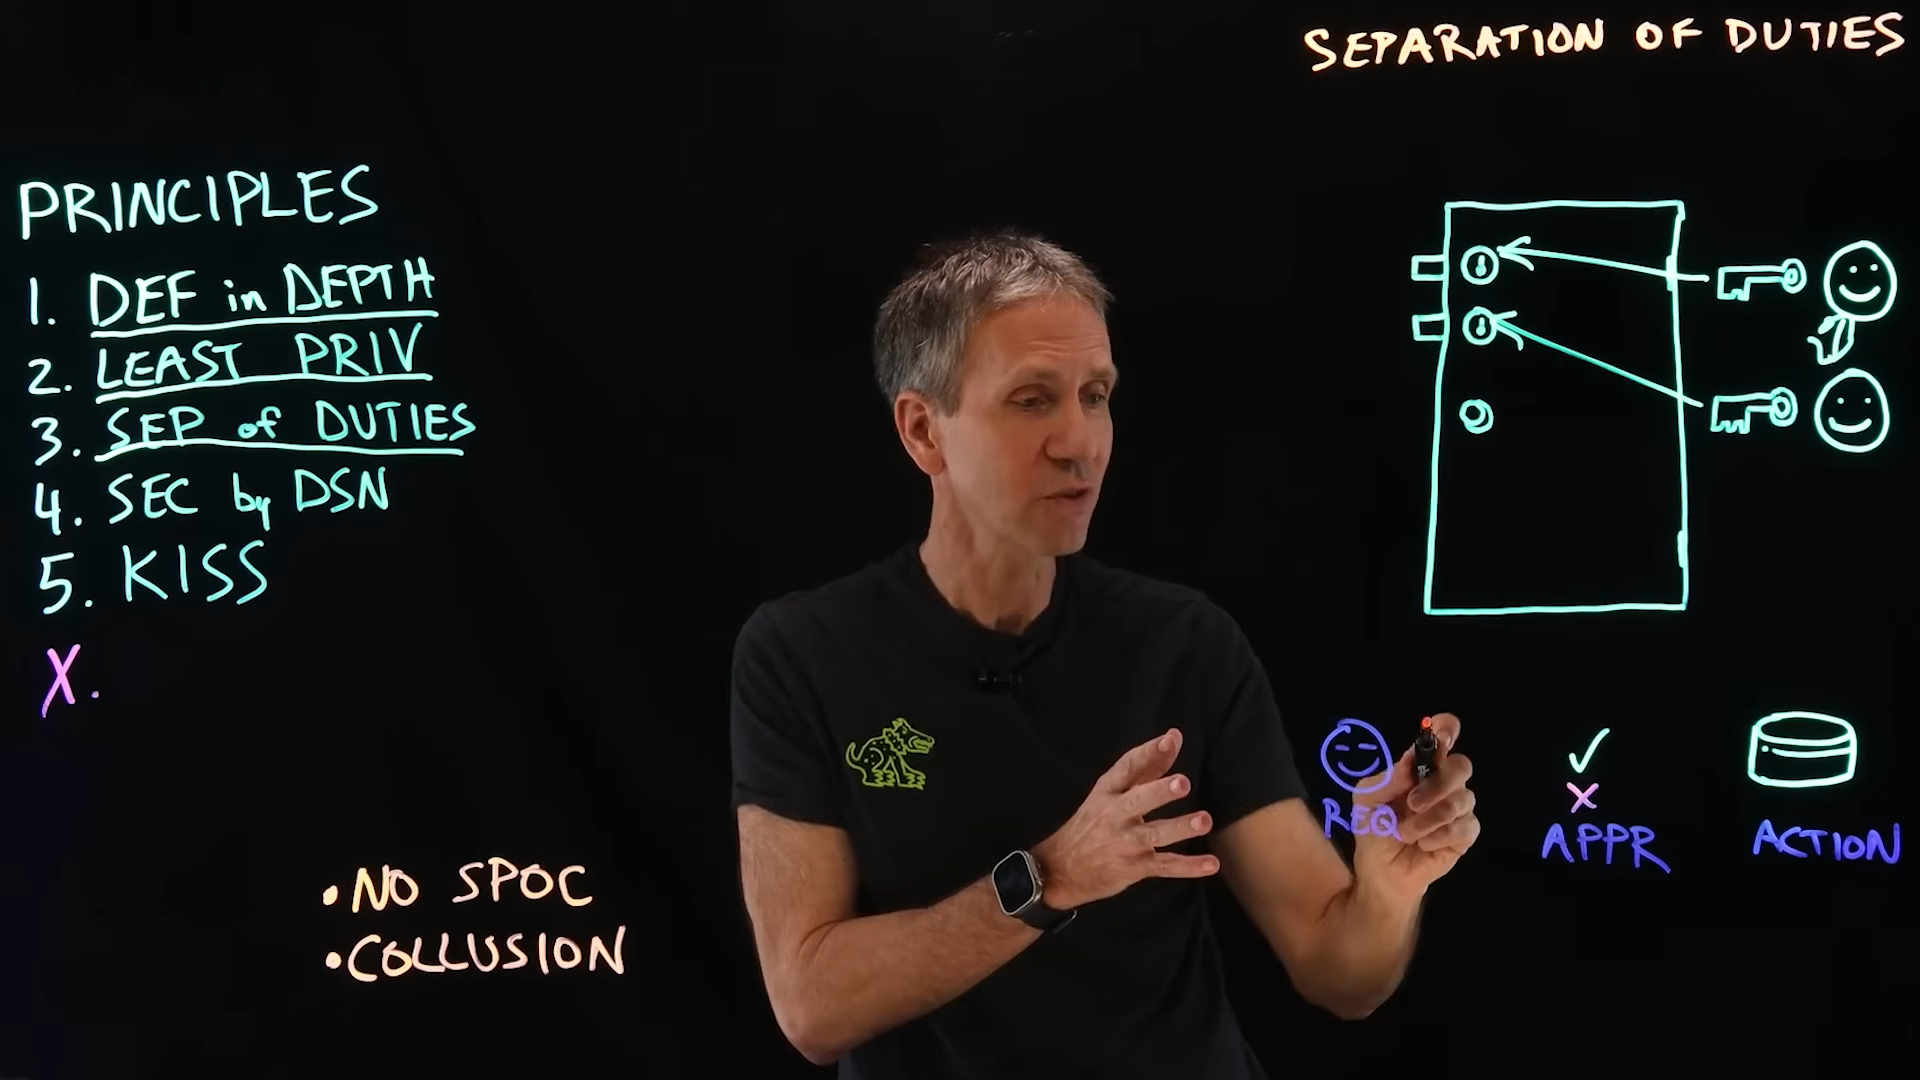 SEPARATION OF DUTIES
PRINCIPLES
1. DEF in DEPTH
2. LEAST PRIV
3. SEP of DUTIES
4. SEC by DSN
5. KISS
X.
• NO SPOC
• COLLUSION
REQ
APPR
ACTION